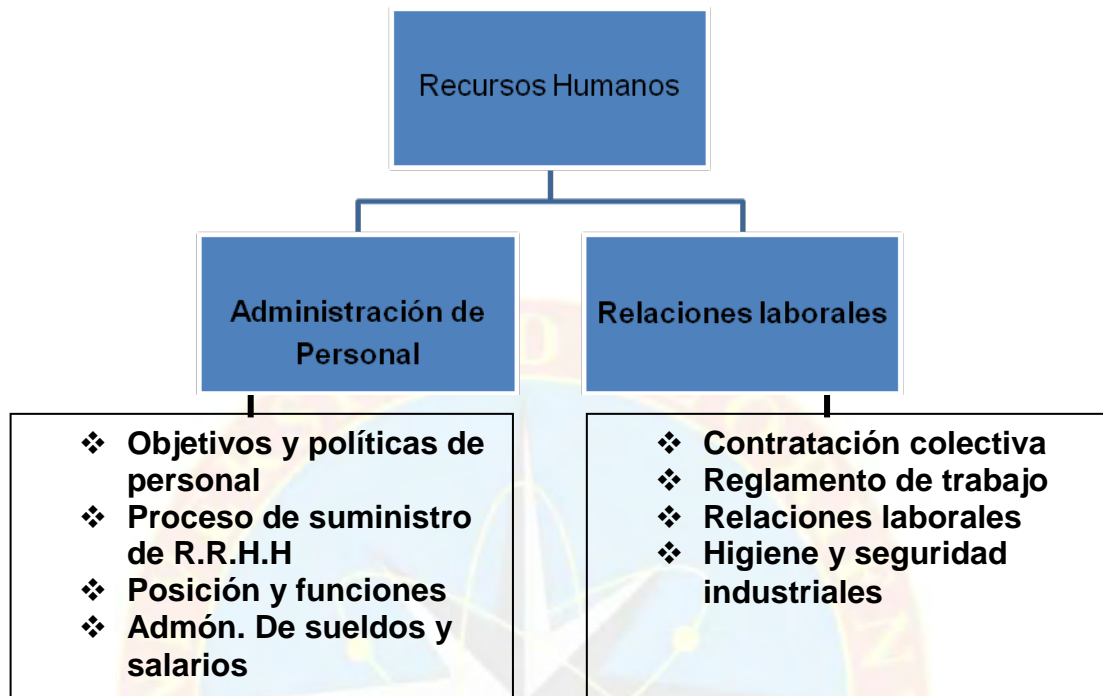 Recursos Humanos
Administración de
Personal
Relaciones laborales
❖ Objetivos y políticas de
personal
❖ Proceso de suministro
de R.R.H.H
❖ Posición y funciones
❖ Admón. De sueldos y
salarios
❖ Contratación colectiva
❖ Reglamento de trabajo
❖ Relaciones laborales
❖ Higiene y seguridad
industriales